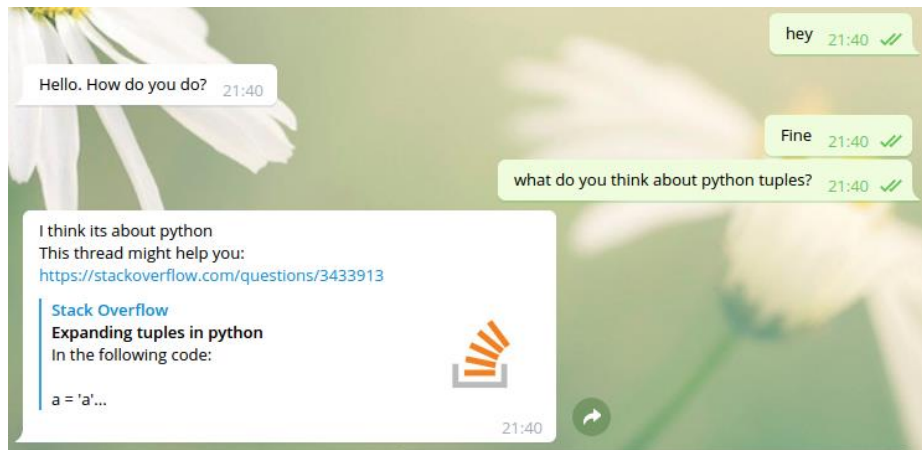 hey 21:40
Hello. How do you do? 21:40
Fine 21:40
what do you think about python tuples? 21:40
I think its about python
This thread might help you:
https://stackoverflow.com/questions/3433913
Stack Overflow
Expanding tuples in python
In the following code:
a = 'a'...
21:40